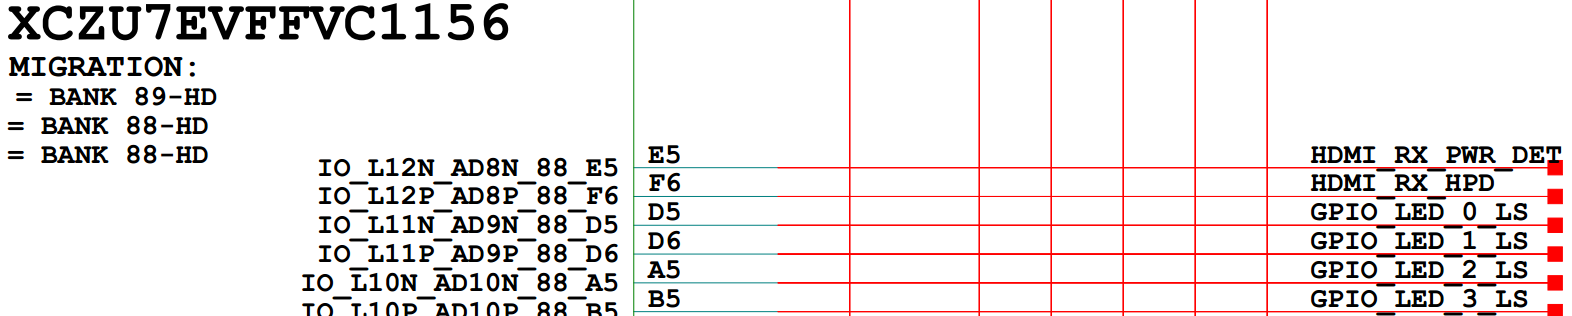 XCZU7EVFFVC1156
MIGRATION:
= BANK 89-HD
= BANK 88-HD
= BANK 88-HD
IO_L12N_AD8N_88_E5 E5 HDMI_RX_PWR_DET
IO_L12P_AD8P_88_F6 F6 HDMI_RX_HPD
IO_L11N_AD9N_88_D5 D5 GPIO_LED_0_LS
IO_L11P_AD9P_88_D6 D6 GPIO_LED_1_LS
IO_L10N_AD10N_88_A5 A5 GPIO_LED_2_LS
IO_L10P_AD10P_88_B5 B5 GPIO_LED_3_LS